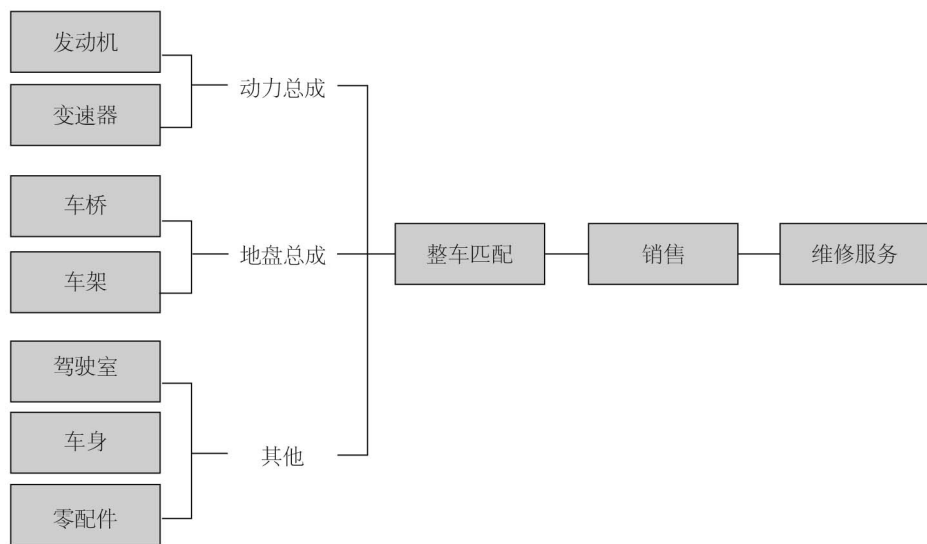 发动机
变速器
动力总成
车桥
车架
地盘总成
驾驶室
车身
零配件
其他
整车匹配
销售
维修服务